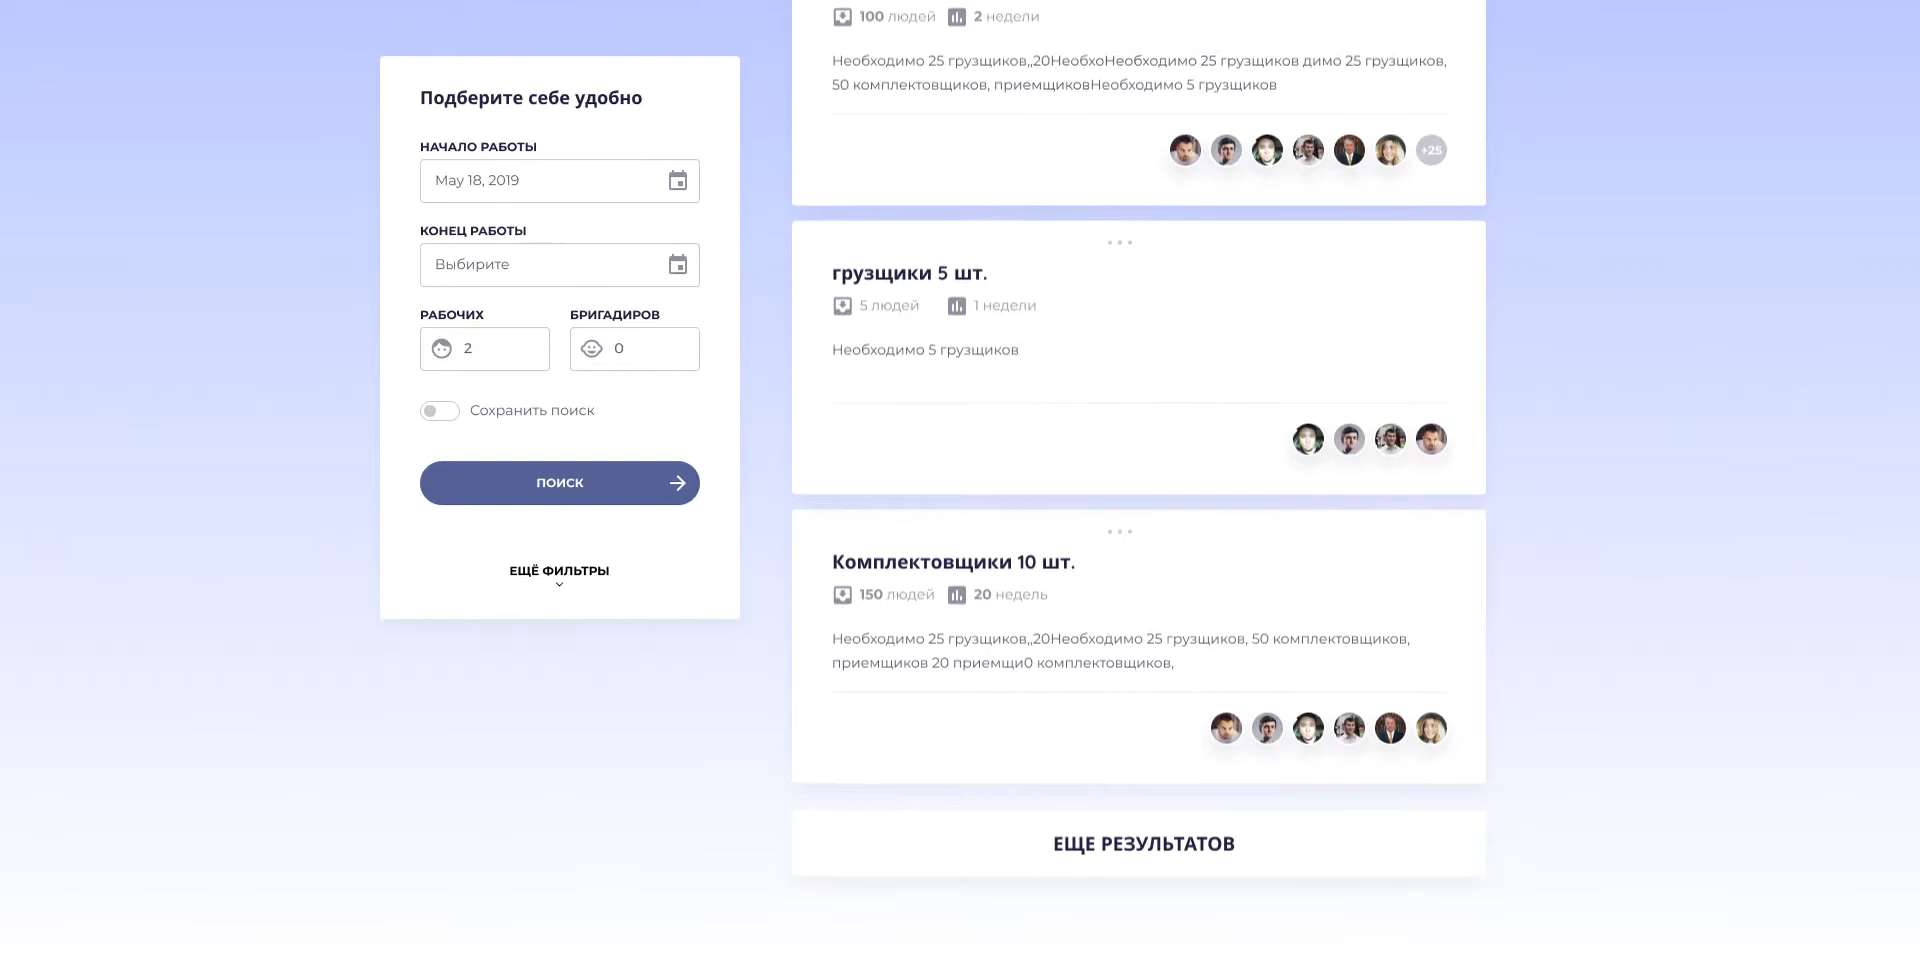 Подберите себе удобно
НАЧАЛО РАБОТЫ
May 18, 2019
КОНЕЦ РАБОТЫ
Выбирите
РАБОЧИХ БРИГАДИРОВ
2 0
Сохранить поиск
ПОИСК
ЕЩЁ ФИЛЬТРЫ
100 людей 2 недели
Необходимо 25 грузщиков,,20НеобхоНеобходимо 25 грузщиков димо 25 грузщиков,
50 комплектовщиков, приемщиковНеобходимо 5 грузщиков
+25
грузщики 5 шт.
5 людей 1 недели
Необходимо 5 грузщиков
Комплектовщики 10 шт.
150 людей 20 недель
Необходимо 25 грузщиков,,20Необходимо 25 грузщиков, 50 комплектовщиков,
приемщиков 20 приемщи0 комплектовщиков,
ЕЩЕ РЕЗУЛЬТАТОВ